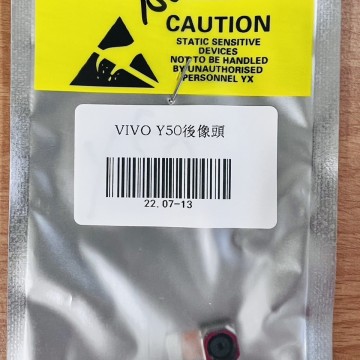 CAUTION
STATIC SENSITIVE
DEVICES
NOT TO BE HANDLED
BY UNAUTHORISED
PERSONNEL YX
VIVO Y50後像頭
22.07-13